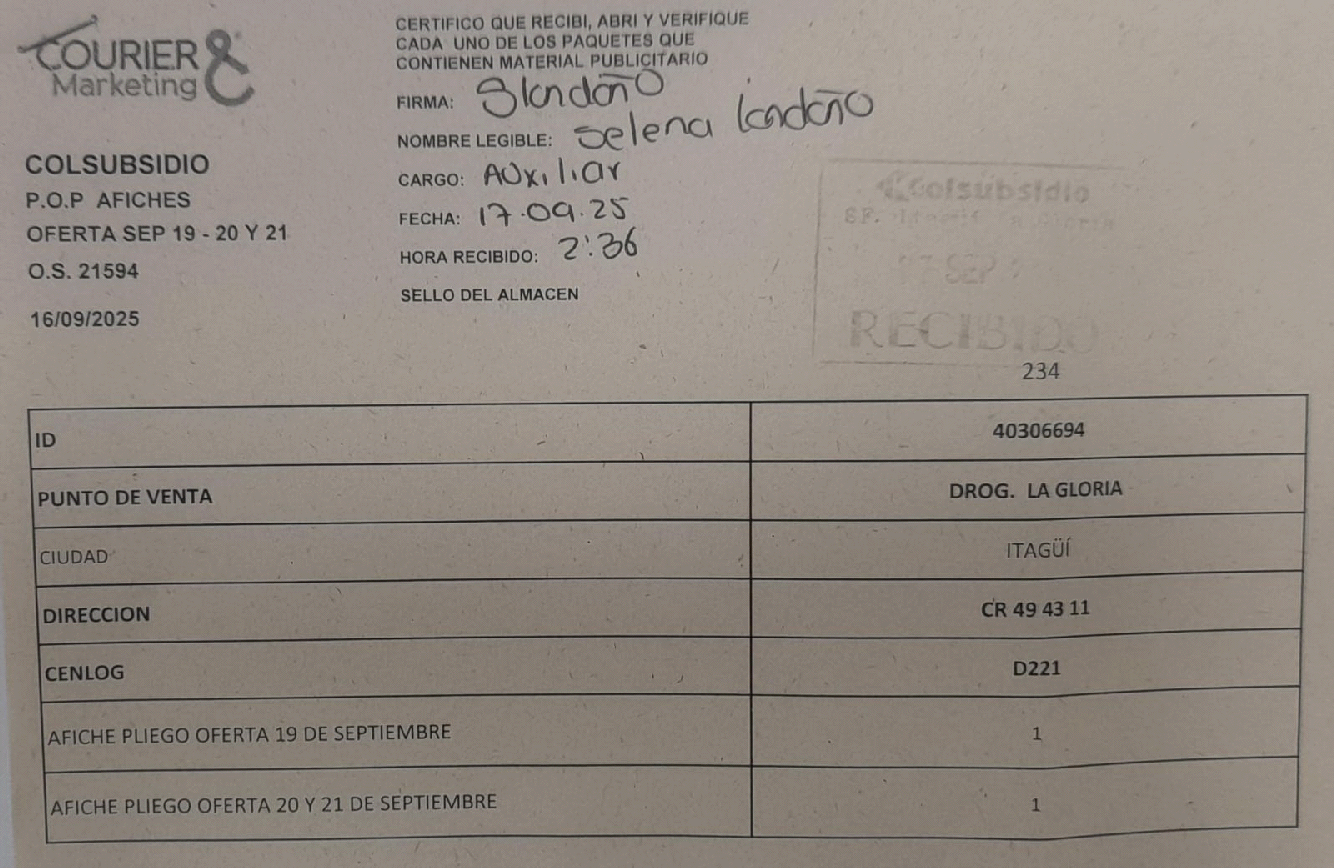 COURIER &
Marketing
COLSUBSIDIO
P.O.P AFICHES
OFERTA SEP 19 - 20 Y 21
O.S. 21594
16/09/2025
CERTIFICO QUE RECIBI, ABRI Y VERIFIQUE
CADA UNO DE LOS PAQUETES QUE
CONTIENEN MATERIAL PUBLICITARIO
FIRMA: Slondoño
NOMBRE LEGIBLE: Selena londoño
CARGO: Auxiliar
FECHA: 17.09.25
HORA RECIBIDO: 2:36
SELLO DEL ALMACEN
Colsubsidio
17 SEP
RECIBIDO
234
ID 40306694
PUNTO DE VENTA DROG. LA GLORIA
CIUDAD ITAGÜÍ
DIRECCION CR 49 43 11
CENLOG D221
AFICHE PLIEGO OFERTA 19 DE SEPTIEMBRE 1
AFICHE PLIEGO OFERTA 20 Y 21 DE SEPTIEMBRE 1